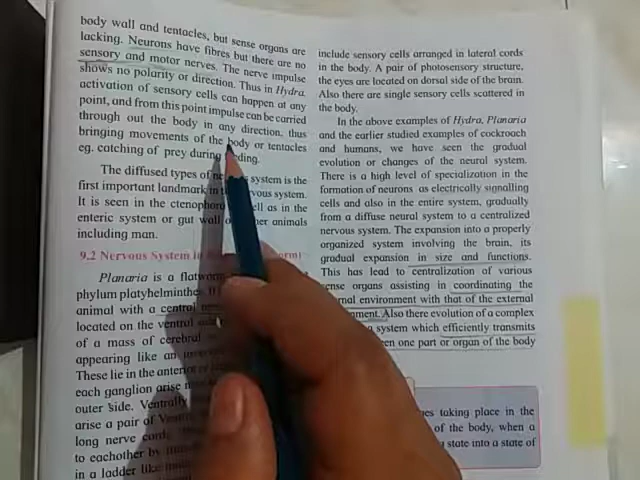 body wall and tentacles, but sense organs are
lacking. Neurons have fibres but there are no
sensory and motor nerves. The nerve impulse
shows no polarity or direction. Thus in Hydra,
activation of sensory cells can happen at any
point, and from this point impulse can be carried
through out the body in any direction, thus
bringing movements of the body or tentacles
eg. catching of prey during
The diffused types of system is the
first important landmark in
It is seen in the ctenophora as in the
enteric system or gut wall other animals
including man.
9.2 Nervous System in
Planaria is a flatworm
phylum platyhelminthes.
animal with a central
located on the ventral
of a mass of cerebral
appearing like an
These lie in the anterior
each ganglion arise
outer side. Ventrally
arise a pair of
long nerve
to eachother by
in a ladder like
include sensory cells arranged in lateral cords
in the body. A pair of photosensory structure,
the eyes are located on dorsal side of the brain.
Also there are single sensory cells scattered in
the body.
In the above examples of Hydra, Planaria
and the earlier studied examples of cockroach
and humans, we have seen the gradual
evolution or changes of the neural system.
There is a high level of specialization in the
formation of neurons as electrically signalling
cells and also in the entire system, gradually
from a diffuse neural system to a centralized
nervous system. The expansion into a properly
organized system involving the brain, its
gradual expansion in size and functions.
This has lead to centralization of various
organs assisting in coordinating the
environment with that of the external
Also there evolution of a complex
system which efficiently transmits
one part or organ of the body
taking place in the
of the body, when a
state into a state of